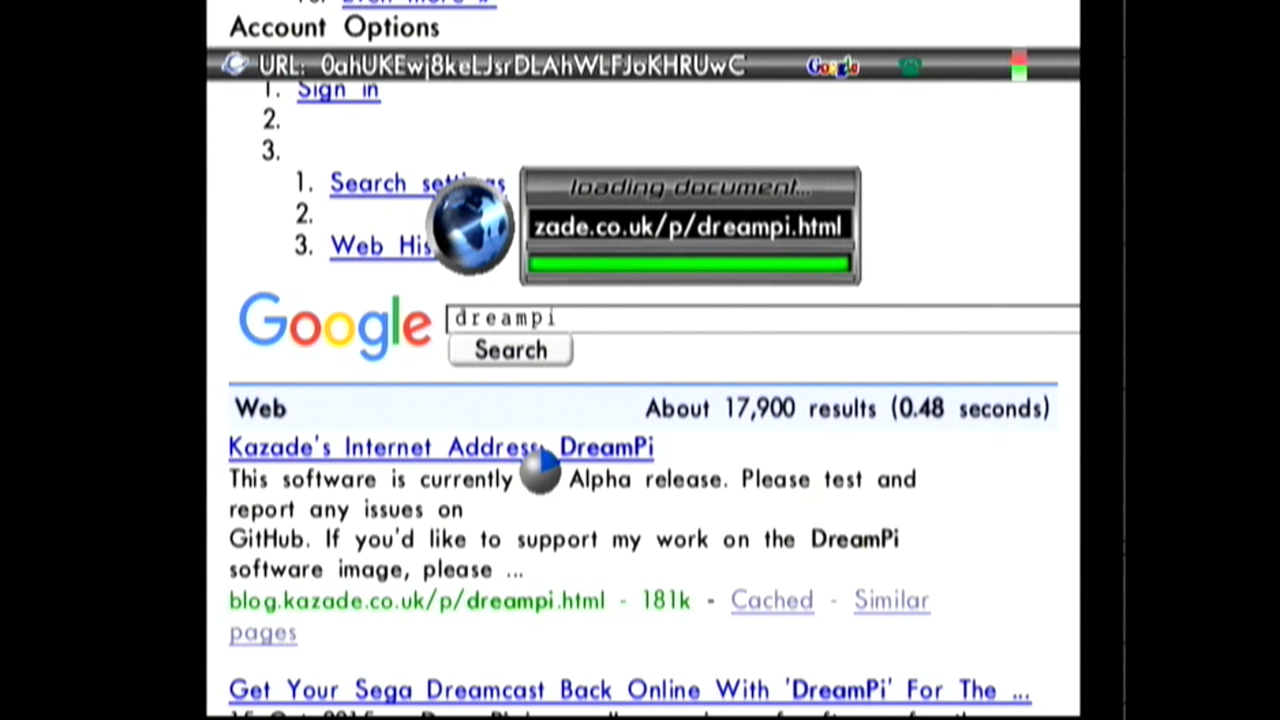 Account Options
URL: 0ahUKEwj8keLJsrDLAhWLFJoKHRUwC
Google
1. Sign in
2.
3.
1. Search settings
2.
3. Web His
loading document...
zade.co.uk/p/dreampi.html
Google
dreampi
Search
Web About 17,900 results (0.48 seconds)
Kazade's Internet Address: DreamPi
This software is currently Alpha release. Please test and
report any issues on
GitHub. If you'd like to support my work on the DreamPi
software image, please ...
blog.kazade.co.uk/p/dreampi.html - 181k - Cached - Similar
pages
Get Your Sega Dreamcast Back Online With 'DreamPi' For The ...